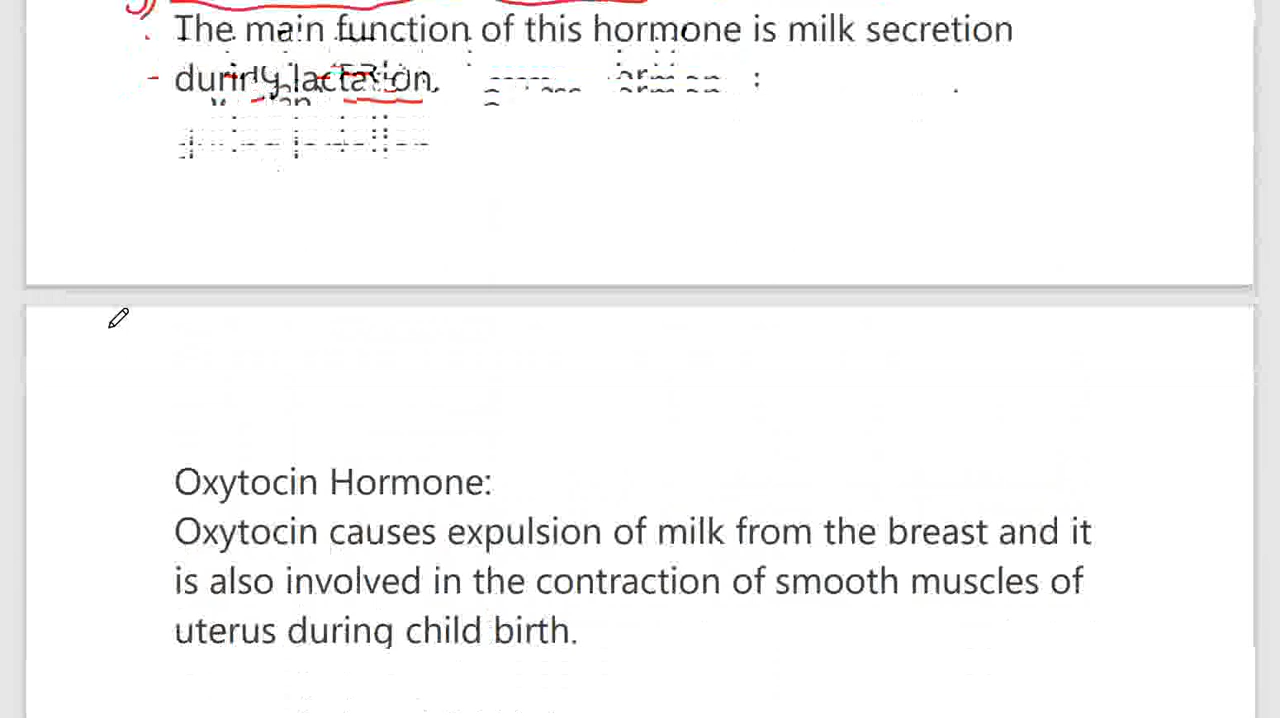 The main function of this hormone is milk secretion
during lactation.
Oxytocin Hormone:
Oxytocin causes expulsion of milk from the breast and it
is also involved in the contraction of smooth muscles of
uterus during child birth.